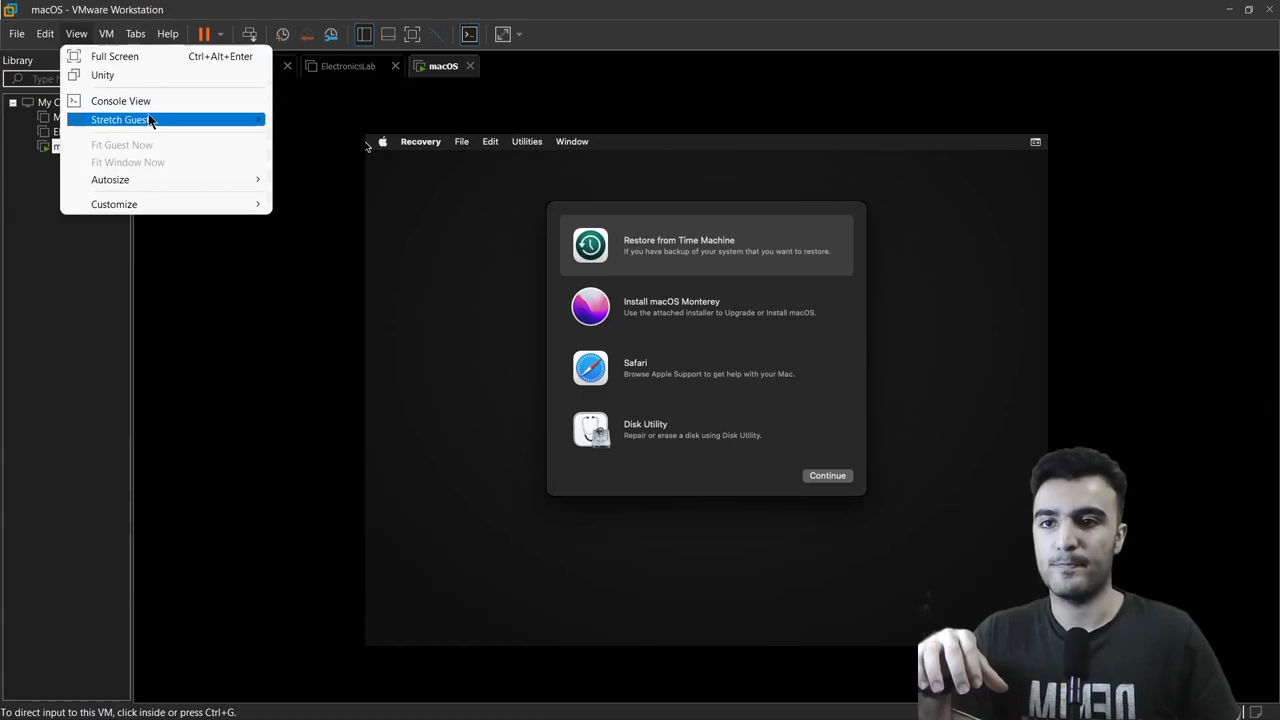 macOS - VMware Workstation
File Edit View VM Tabs Help
Library
ElectronicsLab
macOS
Type
My C
Full Screen Ctrl+Alt+Enter
Unity
Console View
Stretch Guest
Fit Guest Now
Fit Window Now
Autosize
Customize
Recovery File Edit Utilities Window
Restore from Time Machine
If you have backup of your system that you want to restore.
Install macOS Monterey
Use the attached installer to Upgrade or Install macOS.
Safari
Browse Apple Support to get help with your Mac.
Disk Utility
Repair or erase a disk using Disk Utility.
Continue
DENIM
To direct input to this VM, click inside or press Ctrl+G.